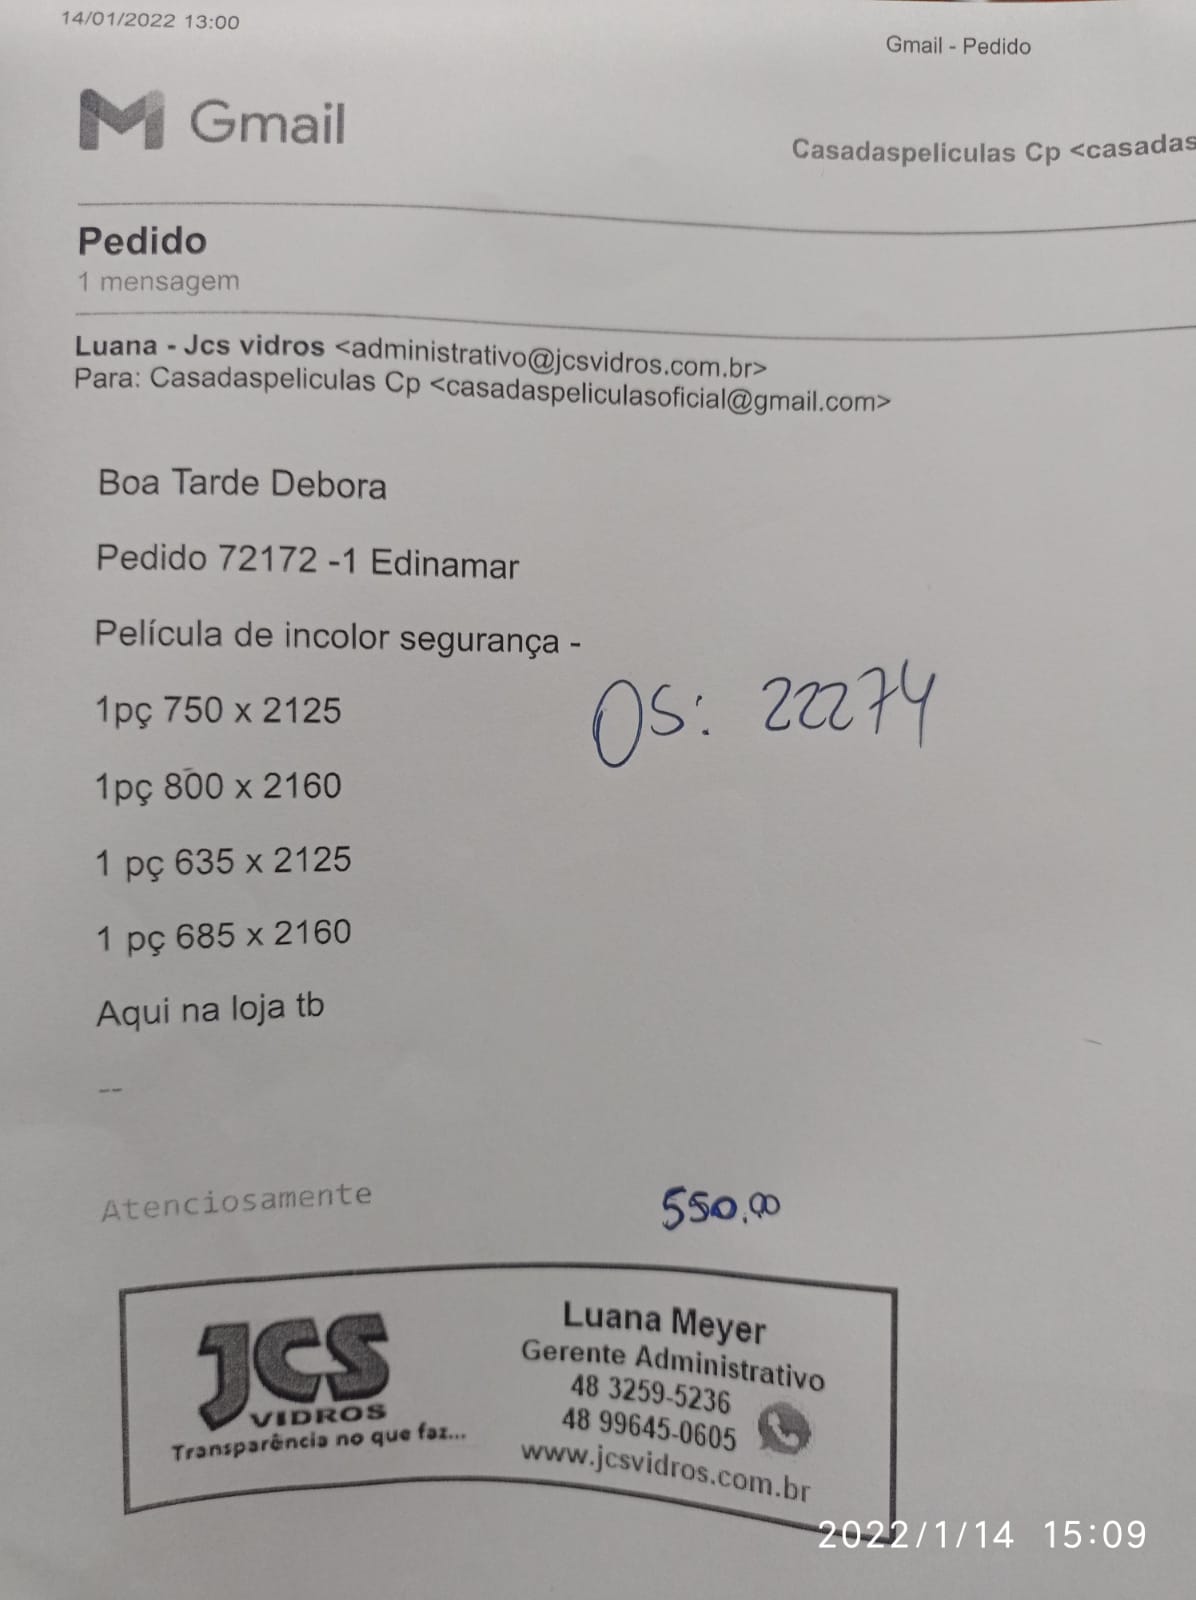 14/01/2022 13:00
Gmail - Pedido
Gmail
Casadaspeliculas Cp <casadas
Pedido
1 mensagem
Luana - Jcs vidros <administrativo@jcsvidros.com.br>
Para: Casadaspeliculas Cp <casadaspeliculasoficial@gmail.com>
Boa Tarde Debora
Pedido 72172 -1 Edinamar
Película de incolor segurança -
OS: 22274
1pç 750 x 2125
1pç 800 x 2160
1 pç 635 x 2125
1 pç 685 x 2160
Aqui na loja tb
--
Atenciosamente
550,00
JCS
VIDROS
Transparência no que faz...
Luana Meyer
Gerente Administrativo
48 3259-5236
48 99645-0605
www.jcsvidros.com.br
2022/1/14 15:09